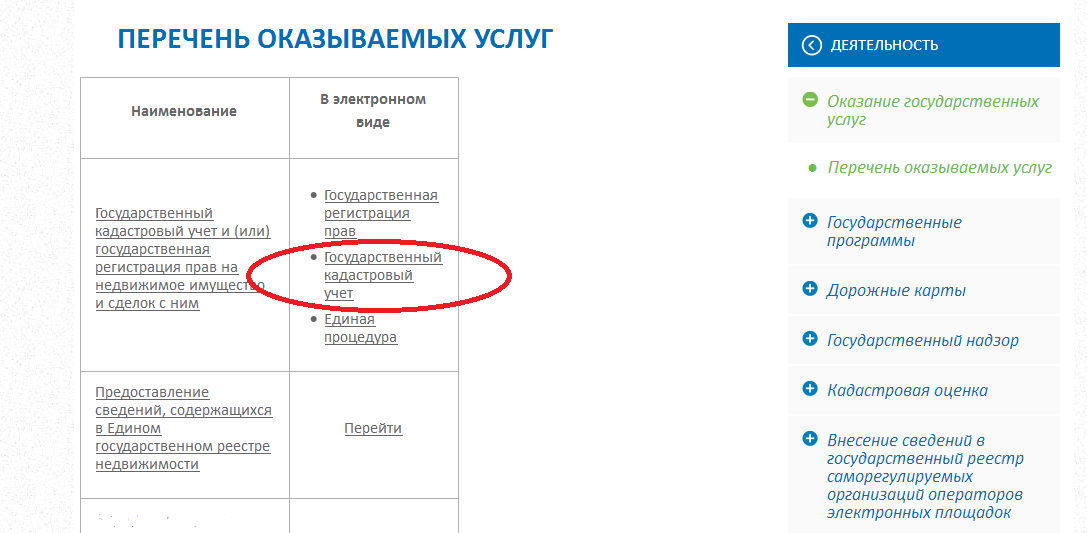 ПЕРЕЧЕНЬ ОКАЗЫВАЕМЫХ УСЛУГ
Наименование
В электронном
виде
Государственный
кадастровый учет и (или)
государственная
регистрация прав на
недвижимое имущество
и сделок с ним
Государственная
регистрация
прав
Государственный
кадастровый
учет
Единая
процедура
Предоставление
сведений, содержащихся
в Едином
государственном реестре
недвижимости
Перейти
ДЕЯТЕЛЬНОСТЬ
Оказание государственных
услуг
Перечень оказываемых услуг
Государственные
программы
Дорожные карты
Государственный надзор
Кадастровая оценка
Внесение сведений в
государственный реестр
саморегулируемых
организаций операторов
электронных площадок